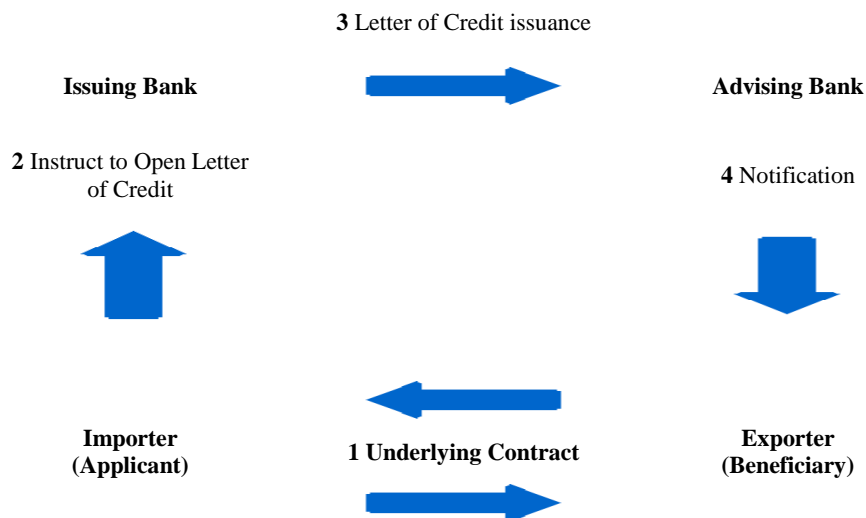 3 Letter of Credit issuance
Issuing Bank
Advising Bank
2 Instruct to Open Letter
of Credit
4 Notification
Importer
(Applicant)
1 Underlying Contract
Exporter
(Beneficiary)